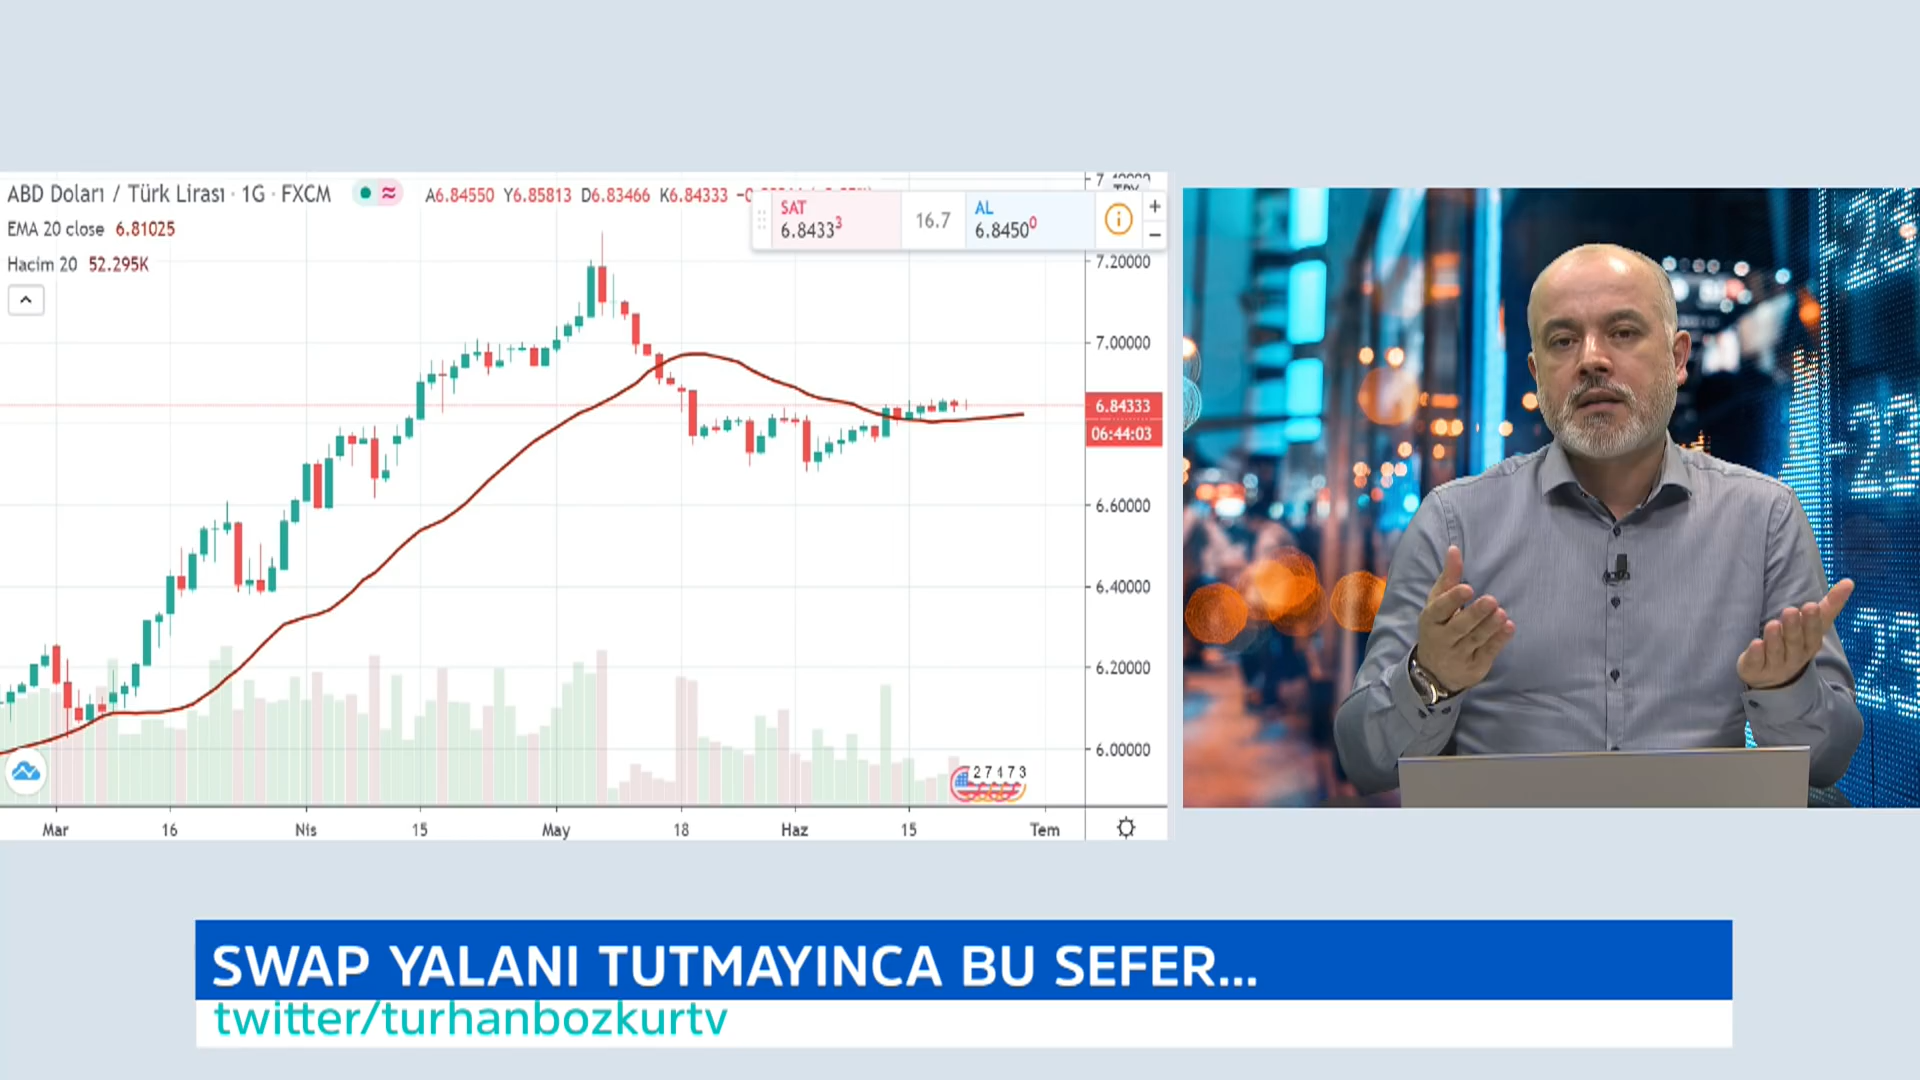 ABD Doları / Türk Lirası · 1G · FXCM
A6.84550 Y6.85813 D6.83466 K6.84333
EMA 20 close 6.81025
Hacim 20 52.295K
SAT
6.84333
16.7
AL
6.84500
7.20000
7.00000
6.84333
06:44:03
6.60000
6.40000
6.20000
6.00000
27473
Mar 16 Nis 15 May 18 Haz 15 Tem
SWAP YALANI TUTMAYINCA BU SEFER...
twitter/turhanbozkurtv